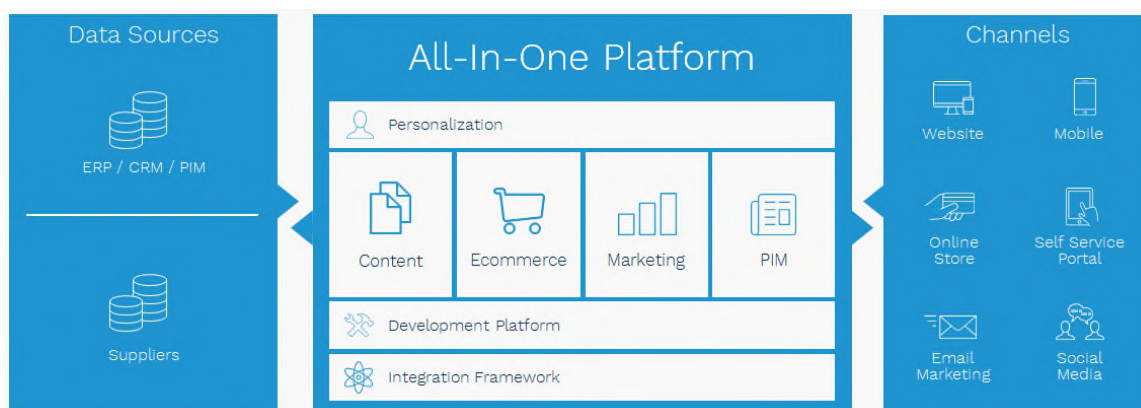 Data Sources
ERP / CRM / PIM
Suppliers
All-In-One Platform
Personalization
Content
Ecommerce
Marketing
PIM
Development Platform
Integration Framework
Channels
Website
Mobile
Online
Store
Self Service
Portal
Email
Marketing
Social
Media